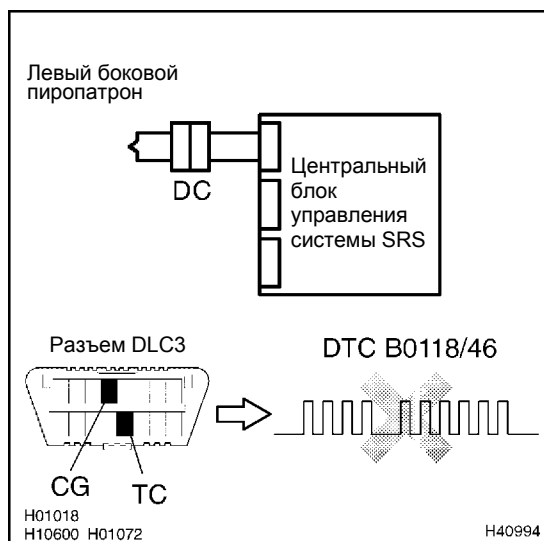 Левый боковой
пиропатрон
DC
Центральный
блок
управления
системы SRS
Разъем DLC3
DTC B0118/46
CG
TC
H01018
H10600 H01072
H40994